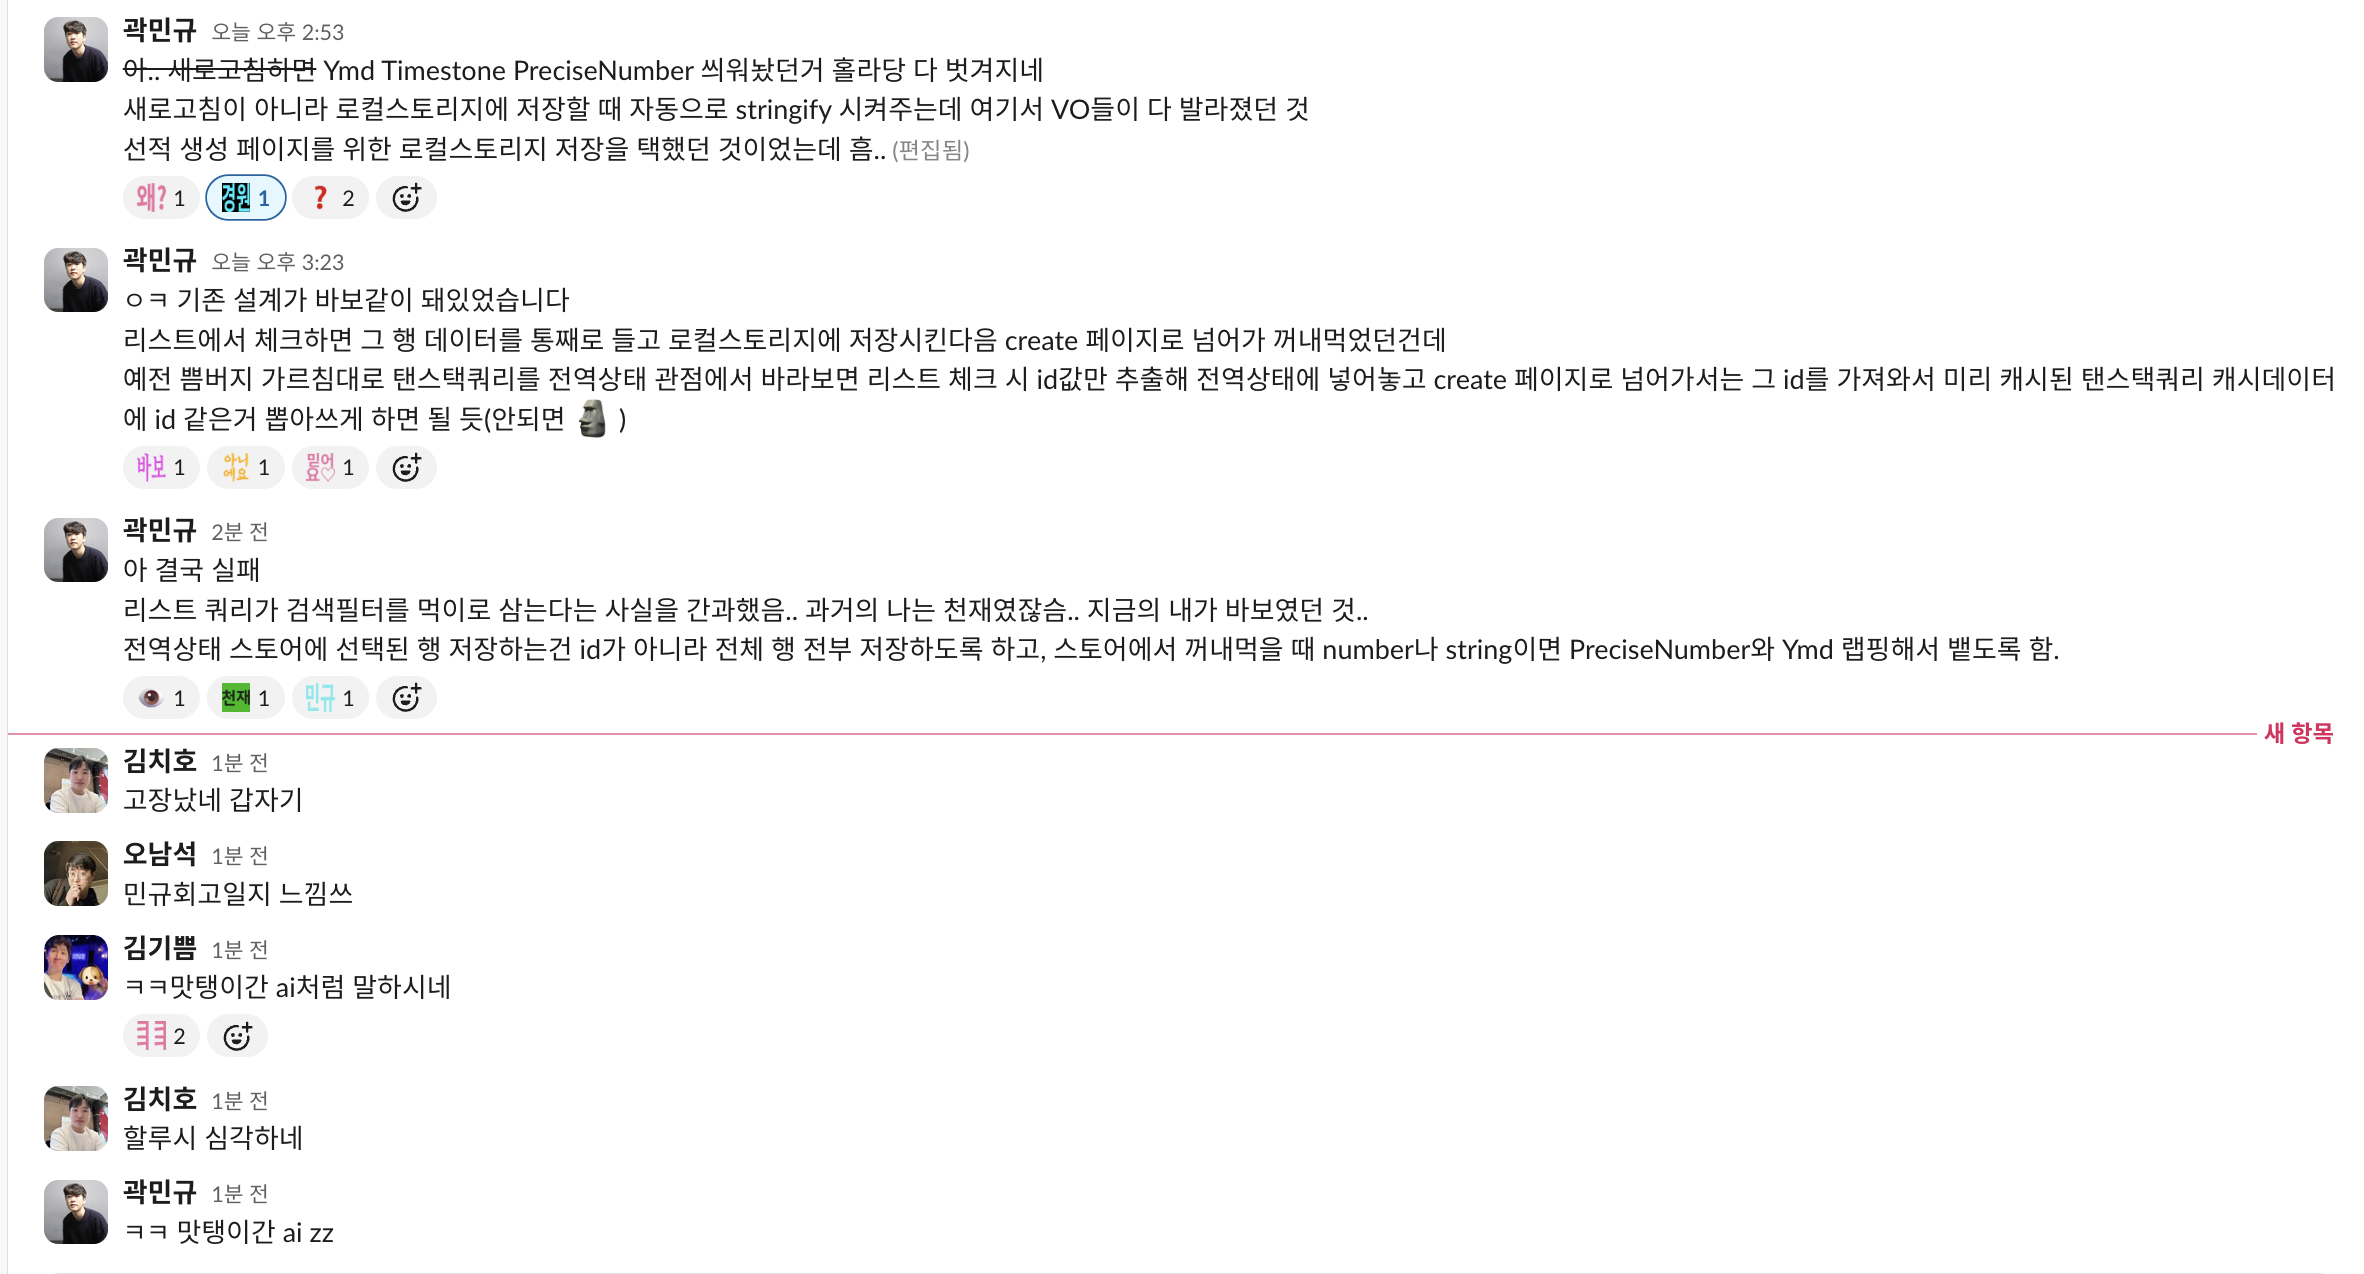 곽민규 오늘 오후 2:53
아.. 새로고침하면 Ymd Timestone PreciseNumber 씌워놨던거 홀라당 다 벗겨지네
새로고침이 아니라 로컬스토리지에 저장할 때 자동으로 stringify 시켜주는데 여기서 VO들이 다 발라졌던 것
선적 생성 페이지를 위한 로컬스토리지 저장을 택했던 것이었는데 흠.. (편집됨)
왜? 1 경원 1 ❓ 2
곽민규 오늘 오후 3:23
ㅇㅋ 기존 설계가 바보같이 돼있었습니다
리스트에서 체크하면 그 행 데이터를 통째로 들고 로컬스토리지에 저장시킨다음 create 페이지로 넘어가 꺼내먹었던건데
예전 쁨버지 가르침대로 탠스택쿼리를 전역상태 관점에서 바라보면 리스트 체크 시 id값만 추출해 전역상태에 넣어놓고 create 페이지로 넘어가서는 그 id를 가져와서 미리 캐시된 탠스택쿼리 캐시데이터
에 id 같은거 뽑아쓰게 하면 될 듯(안되면 🗿 )
바보 1 아니에요 1 믿어요♡ 1
곽민규 2분 전
아 결국 실패
리스트 쿼리가 검색필터를 먹이로 삼는다는 사실을 간과했음.. 과거의 나는 천재였잖슴.. 지금의 내가 바보였던 것..
전역상태 스토어에 선택된 행 저장하는건 id가 아니라 전체 행 전부 저장하도록 하고, 스토어에서 꺼내먹을 때 number나 string이면 PreciseNumber와 Ymd 랩핑해서 뱉도록 함.
👁️ 1 천재 1 민규 1
새 항목
김치호 1분 전
고장났네 갑자기
오남석 1분 전
민규회고일지 느낌쓰
김기쁨 1분 전
ㅋㅋ맛탱이간 ai처럼 말하시네
ㅋㅋ 2
김치호 1분 전
할루시 심각하네
곽민규 1분 전
ㅋㅋ 맛탱이간 ai zz